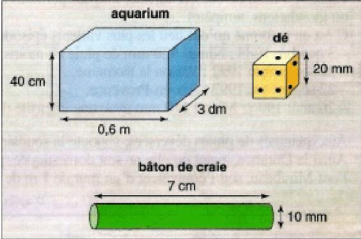 aquarium
dé
40 cm
20 mm
3 dm
0,6 m
bâton de craie
7 cm
10 mm